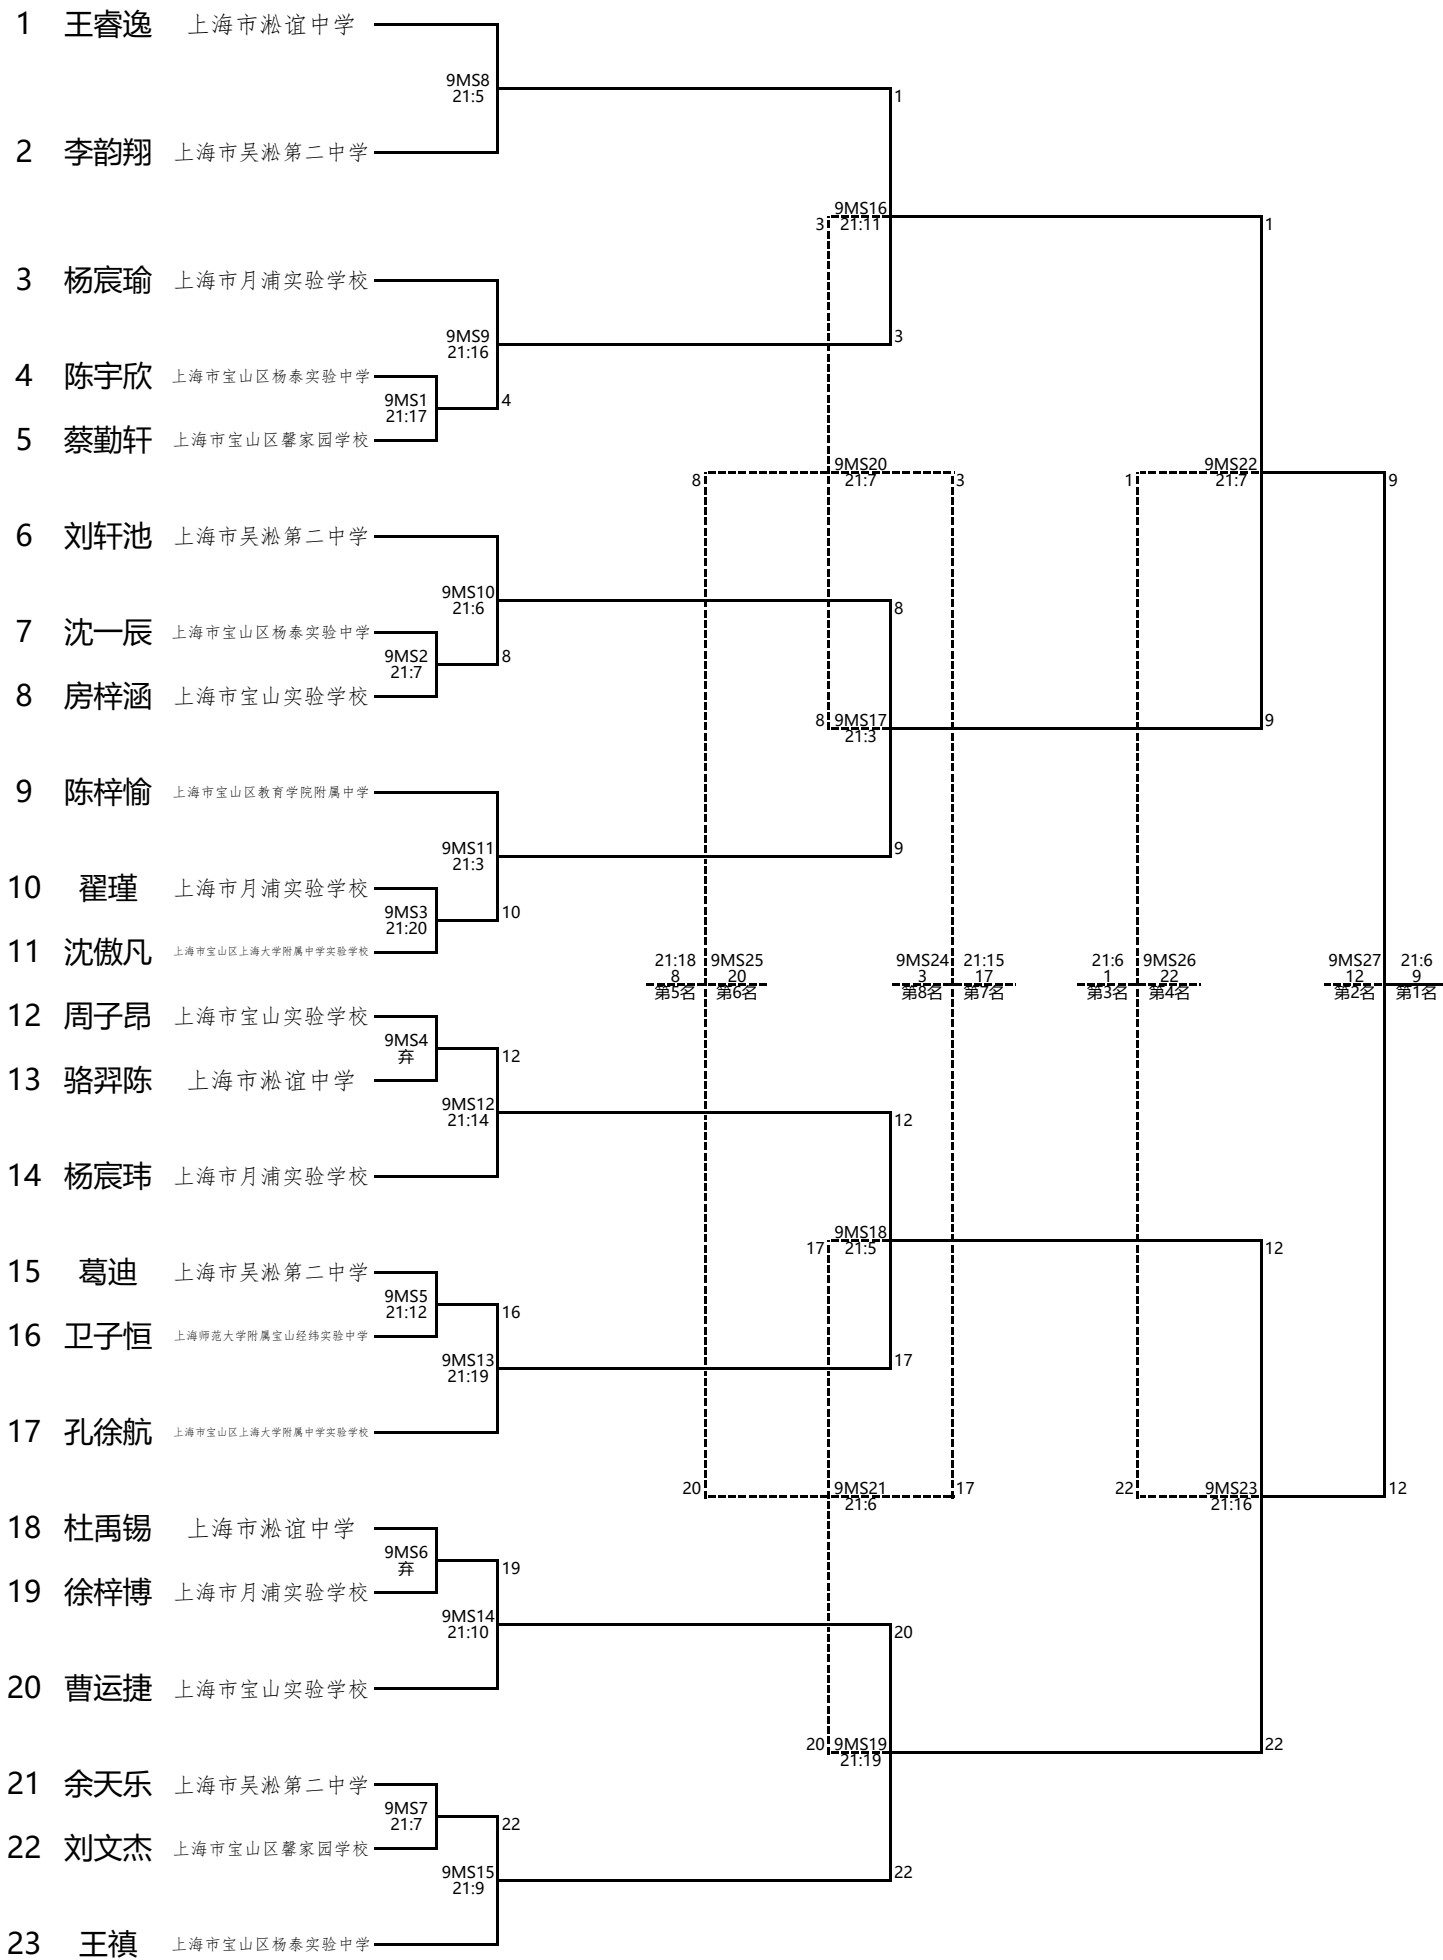 1 王睿逸 上海市淞谊中学
9MS8
21:5
1
2 李韵翔 上海市吴淞第二中学
9MS16
3 21:11
1
3 杨宸瑜 上海市月浦实验学校
9MS9
21:16
3
4 陈宇欣 上海市宝山区杨泰实验中学
9MS1
21:17
4
5 蔡勤轩 上海市宝山区馨家园学校
9MS20
8 21:7 3
9MS22
1 21:7
9
6 刘轩池 上海市吴淞第二中学
9MS10
21:6
8
7 沈一辰 上海市宝山区杨泰实验中学
9MS2
21:7
8
8 房梓涵 上海市宝山实验学校
8 9MS17
21:3
9
9 陈梓愉 上海市宝山区教育学院附属中学
9MS11
21:3
9
10 翟瑾 上海市月浦实验学校
9MS3
21:20
10
11 沈傲凡 上海市宝山区上海大学附属中学实验学校
21:18 9MS25
8 20
第5名 第6名
9MS24 21:15
3 17
第8名 第7名
21:6 9MS26
1 22
第3名 第4名
9MS27 21:6
12 9
第2名 第1名
12 周子昂 上海市宝山实验学校
9MS4
弃
12
13 骆羿陈 上海市淞谊中学
9MS12
21:14
12
14 杨宸玮 上海市月浦实验学校
9MS18
17 21:5
12
15 葛迪 上海市吴淞第二中学
9MS5
21:12
16
16 卫子恒 上海师范大学附属宝山经纬实验中学
9MS13
21:19
17
17 孔徐航 上海市宝山区上海大学附属中学实验学校
20 9MS21 17
21:6
22 9MS23 12
21:16
18 杜禹锡 上海市淞谊中学
9MS6
弃
19
19 徐梓博 上海市月浦实验学校
9MS14
21:10
20
20 曹运捷 上海市宝山实验学校
20 9MS19
21:19
22
21 余天乐 上海市吴淞第二中学
9MS7
21:7
22
22 刘文杰 上海市宝山区馨家园学校
9MS15
21:9
22
23 王禛 上海市宝山区杨泰实验中学